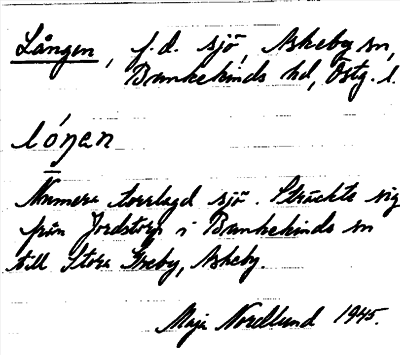 Lången, f.d. sjö, Askeby sn,
Bankekinds hd, Östg. l.
lóŋen
Numera torrlagd sjö. Sträckte sig
från Jordstorp i Bankekinds sn
till Stora Greby, Askeby.
Maja Nordlund 1945.